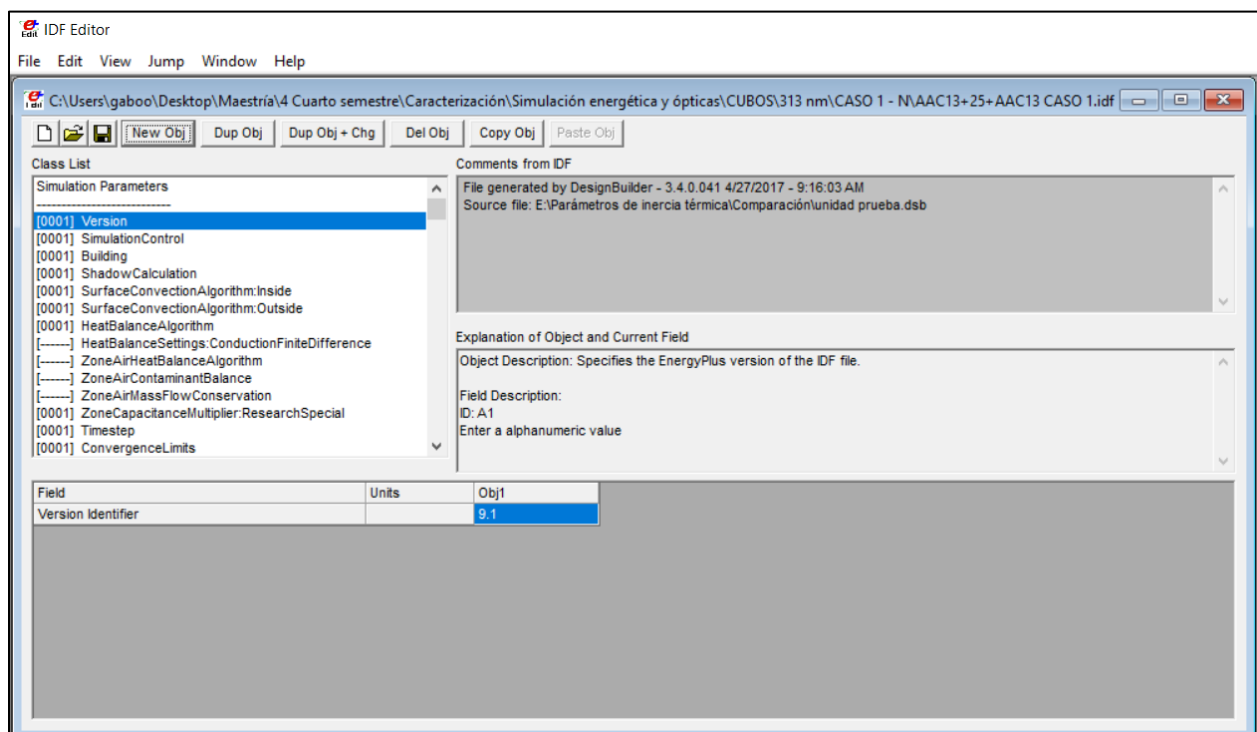 IDF Editor
File Edit View Jump Window Help
C:\Users\gaboo\Desktop\Maestría\4 Cuarto semestre\Caracterización\Simulación energética y ópticas\CUBOS\313 nm\CASO 1 - N\AAC13+25+AAC13 CASO 1.idf
New Obj Dup Obj Dup Obj + Chg Del Obj Copy Obj Paste Obj
Class List
Simulation Parameters
---------------------------
[0001] Version
[0001] SimulationControl
[0001] Building
[0001] ShadowCalculation
[0001] SurfaceConvectionAlgorithm:Inside
[0001] SurfaceConvectionAlgorithm:Outside
[0001] HeatBalanceAlgorithm
[------] HeatBalanceSettings:ConductionFiniteDifference
[------] ZoneAirHeatBalanceAlgorithm
[------] ZoneAirContaminantBalance
[------] ZoneAirMassFlowConservation
[0001] ZoneCapacitanceMultiplier:ResearchSpecial
[0001] Timestep
[0001] ConvergenceLimits
Comments from IDF
File generated by DesignBuilder - 3.4.0.041 4/27/2017 - 9:16:03 AM
Source file: E:\Parámetros de inercia térmica\Comparación\unidad prueba.dsb
Explanation of Object and Current Field
Object Description: Specifies the EnergyPlus version of the IDF file.
Field Description:
ID: A1
Enter a alphanumeric value
Field Units Obj1
Version Identifier 9.1